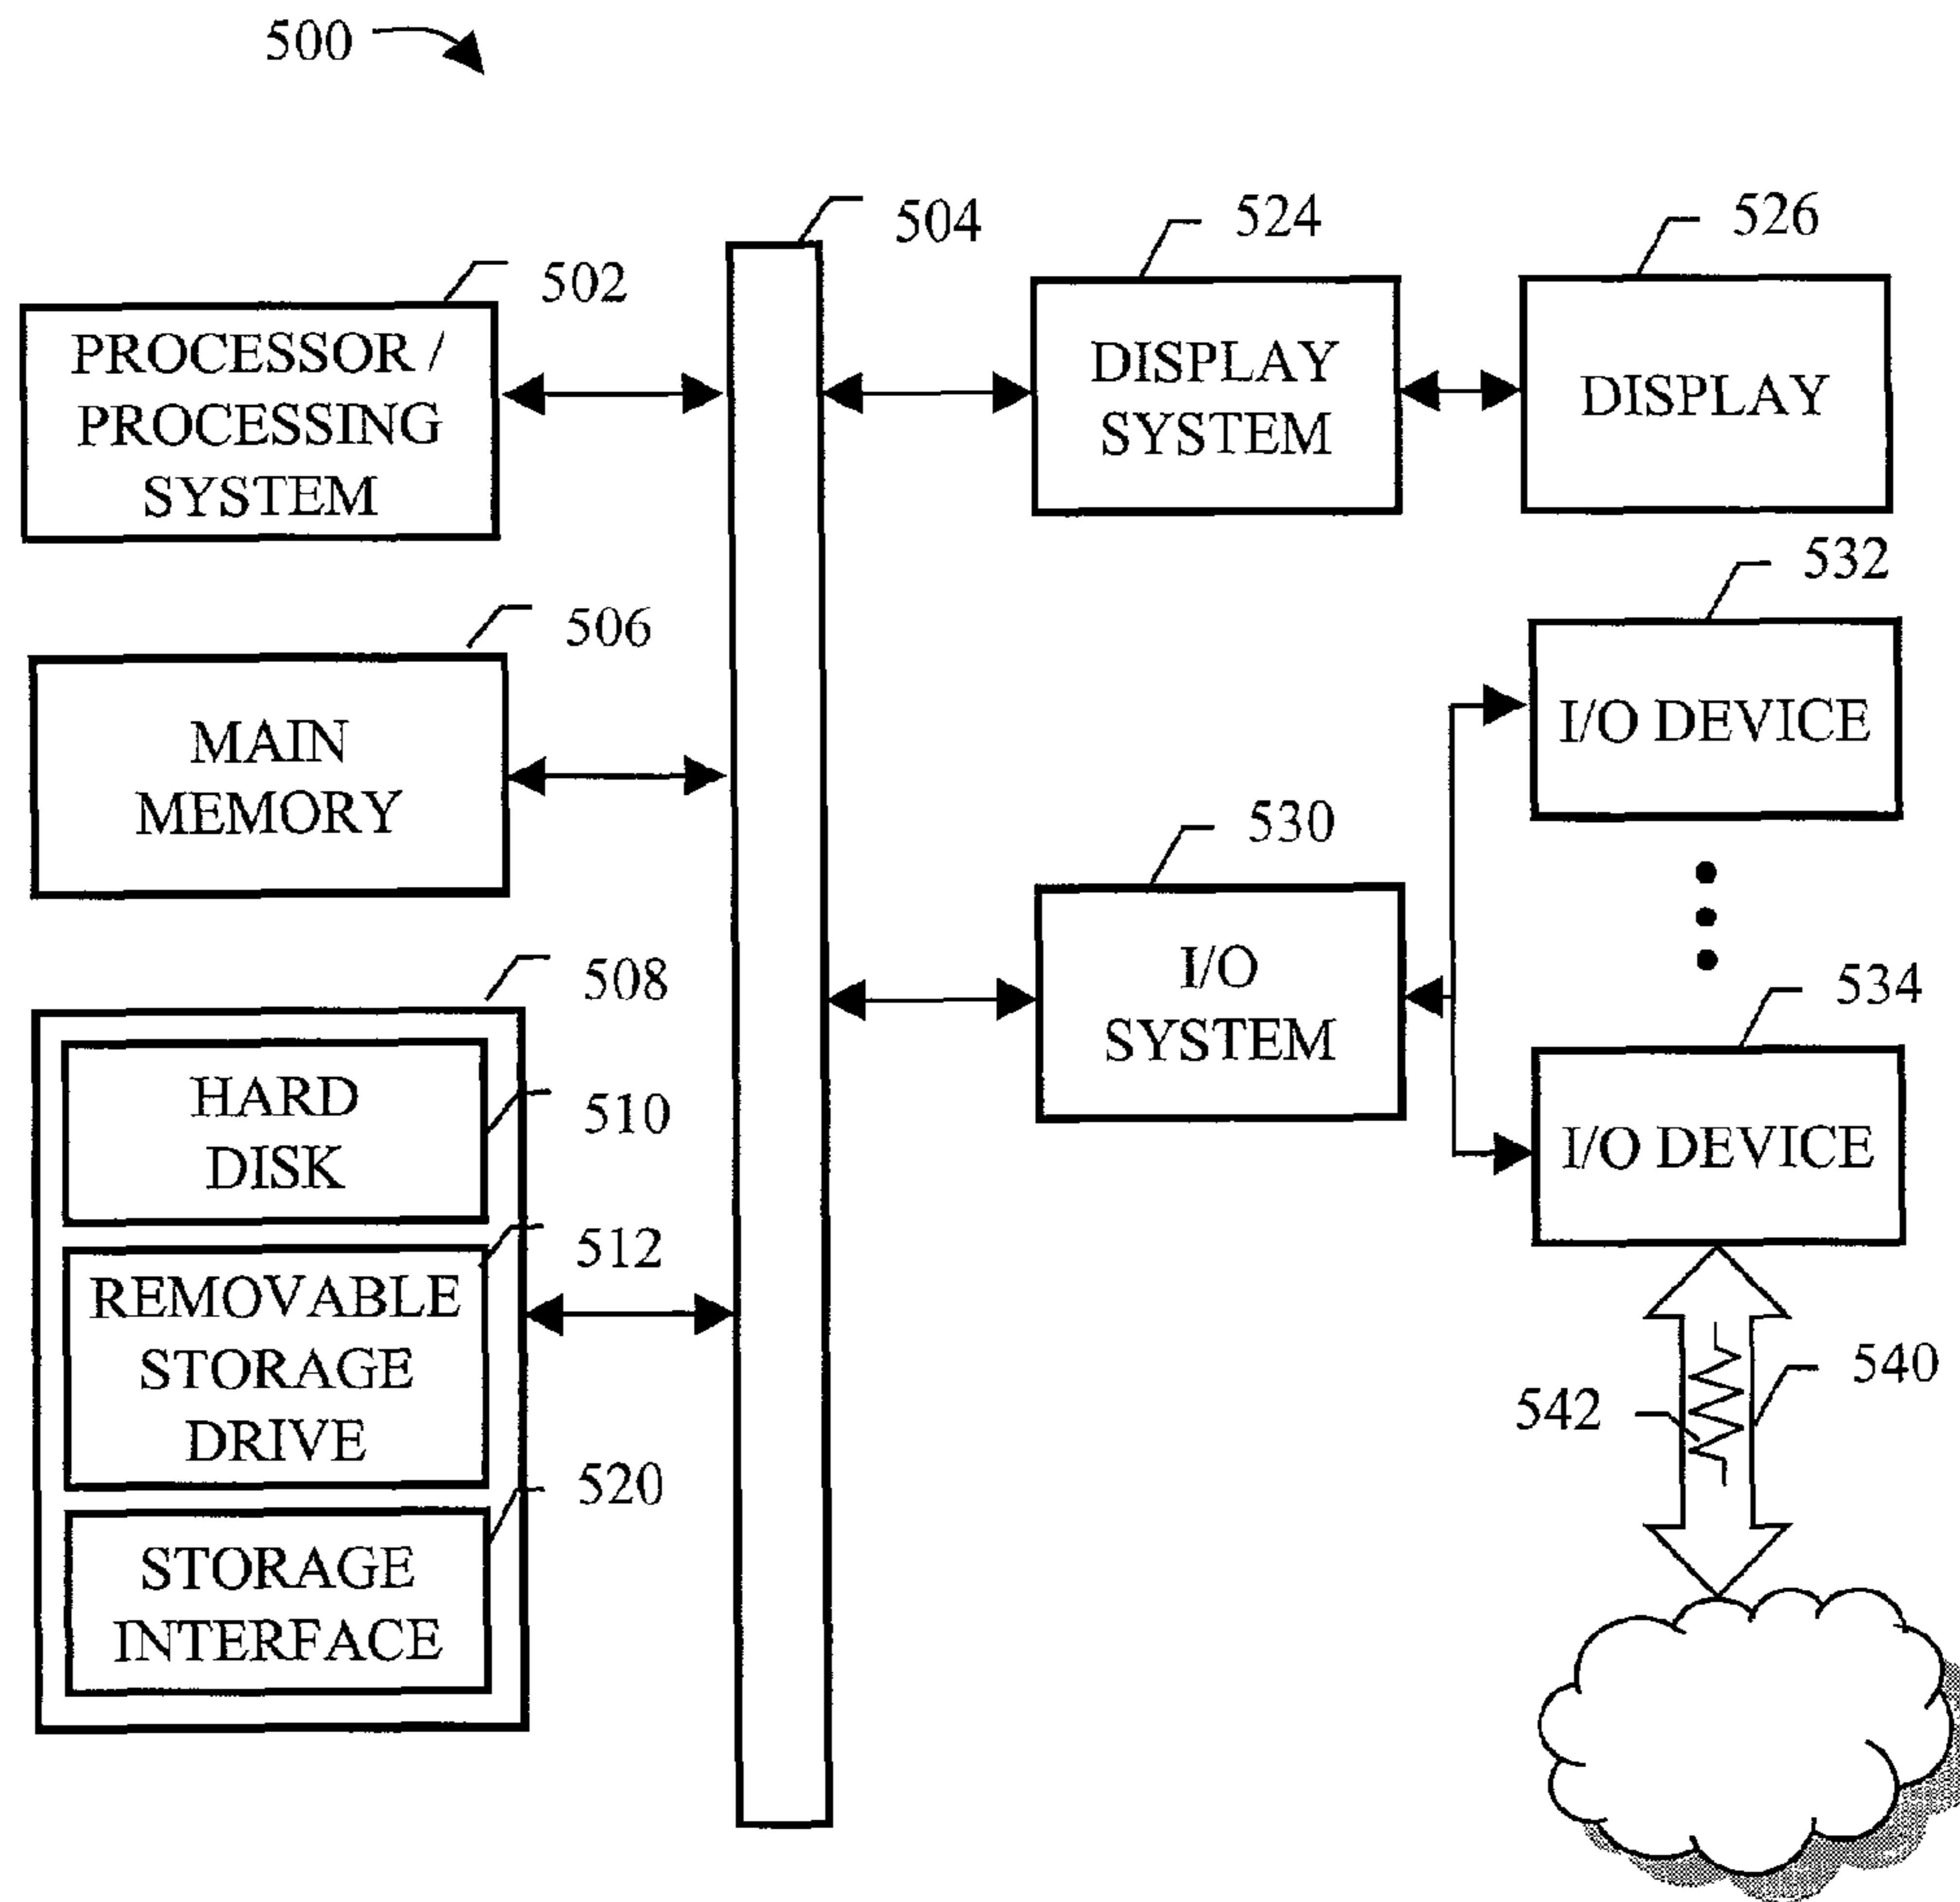 500
504
524
526
502
PROCESSOR /
PROCESSING
SYSTEM
DISPLAY
SYSTEM
DISPLAY
532
506
I/O DEVICE
MAIN
MEMORY
530
508
I/O
SYSTEM
534
HARD
DISK
510
I/O DEVICE
512
REMOVABLE
STORAGE
DRIVE
540
542
520
STORAGE
INTERFACE